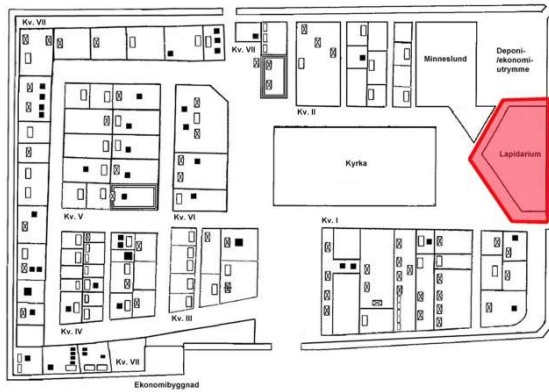 Kv. VII
Kv. VII
Kv. II
Minneslund
Deponi-
/ekonomi-
utrymme
Lapidarium
Kyrka
Kv. V
Kv. VI
Kv. I
Kv. IV
Kv. III
Kv. VII
Ekonomibyggnad